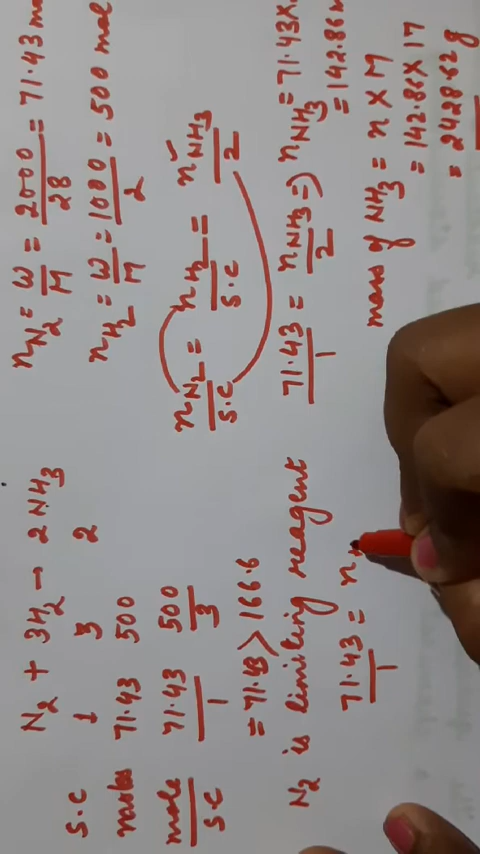 N₂ + 3H₂ → 2NH₃
S.C 1 3 2
moles 71.43 500
mole/S.C 71.43/1 500/3
= 71.43 > 166.6
N₂ is limiting reagent
71.43/1 = n
n_N₂ = W/M = 2000/28 = 71.43 mo
n_H₂ = W/M = 1000/2 = 500 mol
n_N₂/S.C = n_H₂/S.C = n_NH₃/2
71.43/1 = n_NH₃/2 ⇒ n_NH₃ = 71.43 ×
= 142.86 m
mass of NH₃ = n × M
= 142.86 × 17
= 2428.62 g